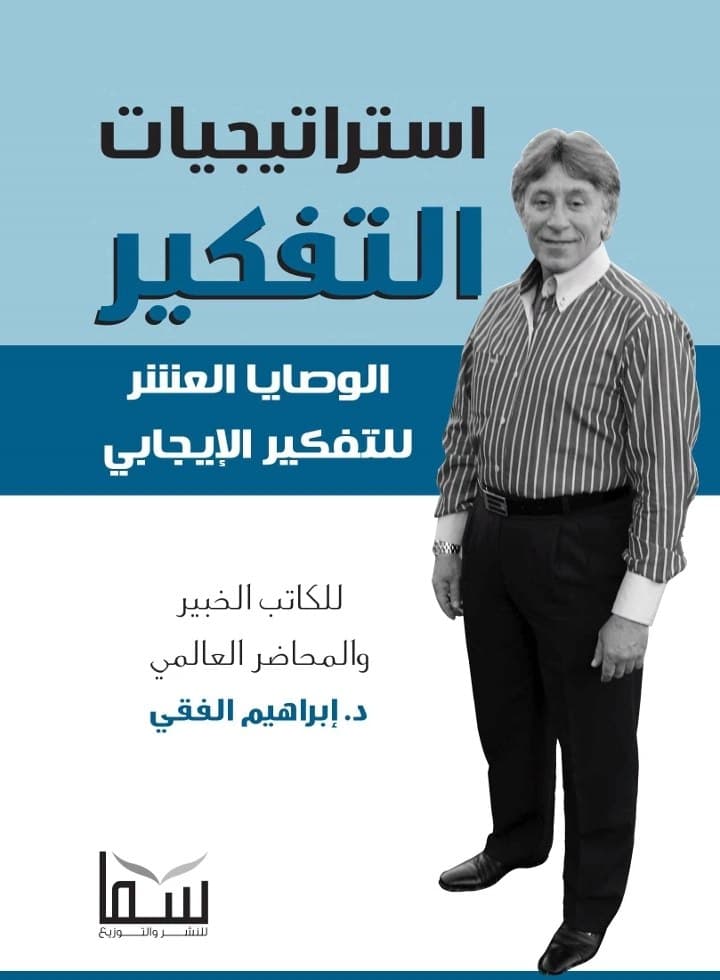 استراتيجيات
التفكير
الوصايا العشر
للتفكير الإيجابي
للكاتب الخبير
والمحاضر العالمي
د. إبراهيم الفقي
سما
للنشر والتوزيع